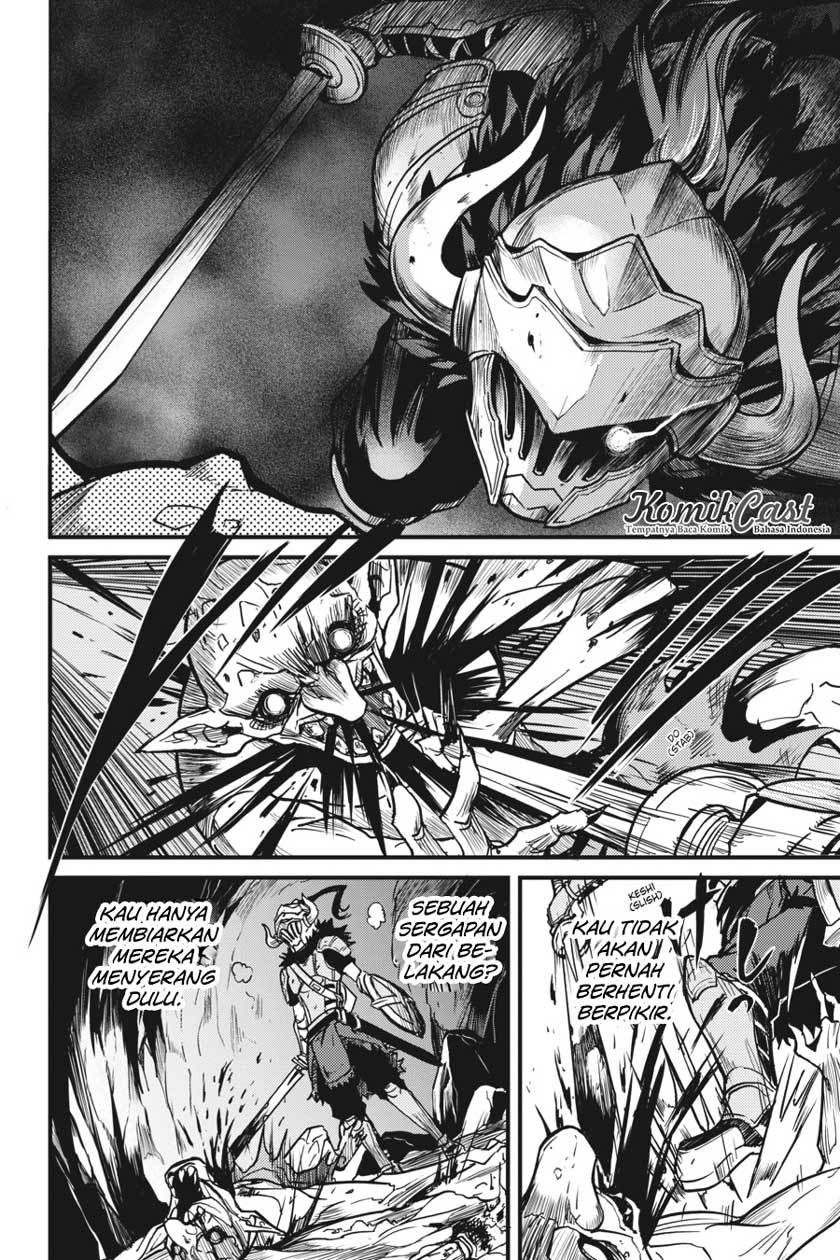 KomikCast
Tempatnya Baca Komik Bahasa Indonesia
DO
(STAB)
KESHI
(SLISH)
KAU TIDAK
AKAN
PERNAH
BERHENTI
BERPIKIR.
SEBUAH
SERGAPAN
DARI BE-
LAKANG?
KAU HANYA
MEMBIARKAN
MEREKA
MENYERANG
DULU.